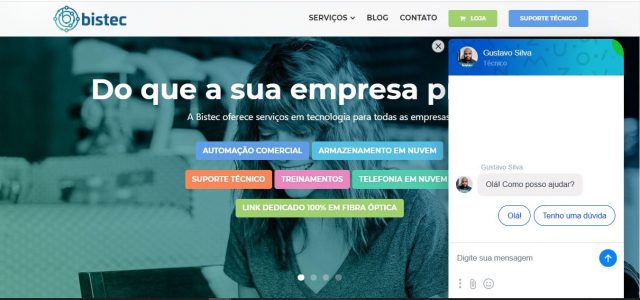 bistec
SERVIÇOS
BLOG
CONTATO
LOJA
SUPORTE TÉCNICO
Do que a sua empresa p
A Bistec oferece serviços em tecnologia para todas as empresas
AUTOMAÇÃO COMERCIAL
ARMAZENAMENTO EM NUVEM
SUPORTE TÉCNICO
TREINAMENTOS
TELEFONIA EM NUVEM
LINK DEDICADO 100% EM FIBRA ÓPTICA
Gustavo Silva
Técnico
Gustavo Silva
Olá! Como posso ajudar?
Olá!
Tenho uma dúvida
Digite sua mensagem